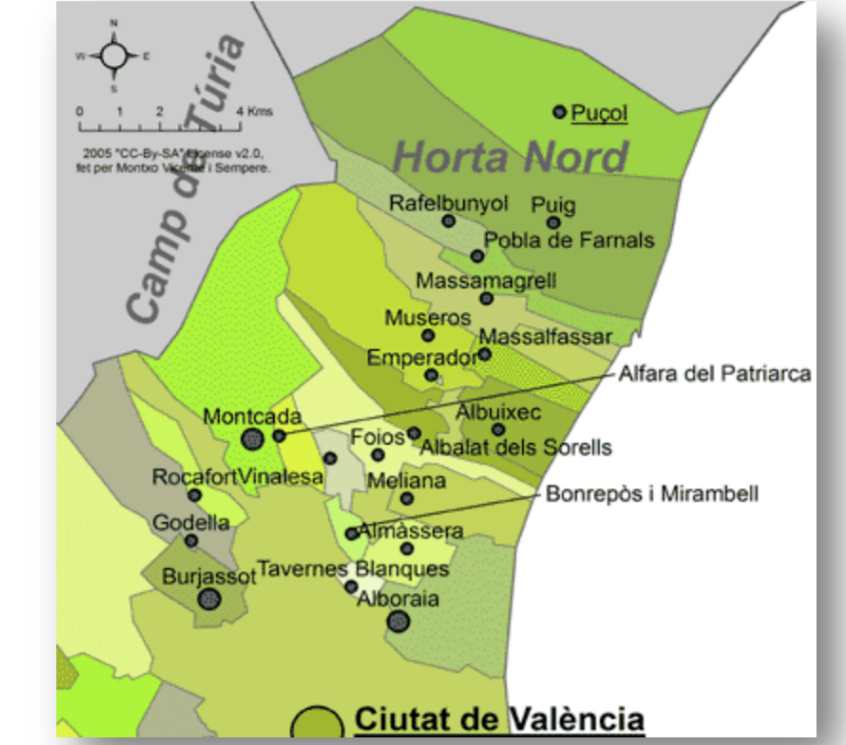 N
W E
S
0 1 2 4 Kms
2005 "CC-By-SA" License v2.0,
fet per Montxo Vicente i Sempere.
Camp de Túria
Puçol
Horta Nord
Rafelbunyol
Puig
Pobla de Farnals
Massamagrell
Museros
Massalfassar
Emperador
Alfara del Patriarca
Montcada
Albuixec
Foios
Albalat dels Sorells
Rocafort
Vinalesa
Meliana
Bonrepòs i Mirambell
Godella
Almàssera
Burjassot
Tavernes Blanques
Alboraia
Ciutat de València